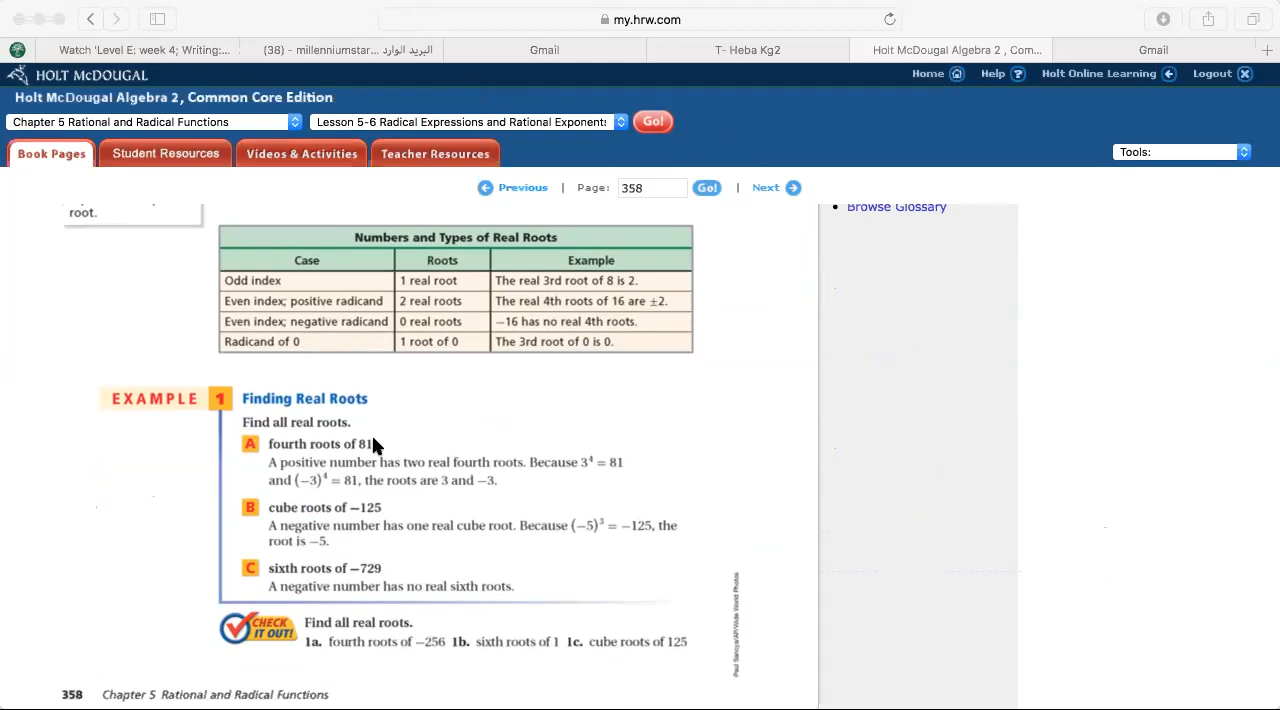 my.hrw.com
Watch 'Level E: week 4; Writing:...
(38) - millenniumstar... البريد الوارد
Gmail
T- Heba Kg2
Holt McDougal Algebra 2 , Com...
Gmail
HOLT McDOUGAL
Home
Help ?
Holt Online Learning
Logout X
Holt McDougal Algebra 2, Common Core Edition
Chapter 5 Rational and Radical Functions
Lesson 5-6 Radical Expressions and Rational Exponents
Go!
Book Pages
Student Resources
Videos & Activities
Teacher Resources
Tools:
Previous | Page: 358 Go! | Next
root.
Browse Glossary
Numbers and Types of Real Roots
Case Roots Example
Odd index 1 real root The real 3rd root of 8 is 2.
Even index; positive radicand 2 real roots The real 4th roots of 16 are ±2.
Even index; negative radicand 0 real roots −16 has no real 4th roots.
Radicand of 0 1 root of 0 The 3rd root of 0 is 0.
EXAMPLE 1 Finding Real Roots
Find all real roots.
A fourth roots of 81
A positive number has two real fourth roots. Because 3⁴ = 81
and (−3)⁴ = 81, the roots are 3 and −3.
B cube roots of −125
A negative number has one real cube root. Because (−5)³ = −125, the
root is −5.
C sixth roots of −729
A negative number has no real sixth roots.
CHECK IT OUT!
Find all real roots.
1a. fourth roots of −256 1b. sixth roots of 1 1c. cube roots of 125
358 Chapter 5 Rational and Radical Functions